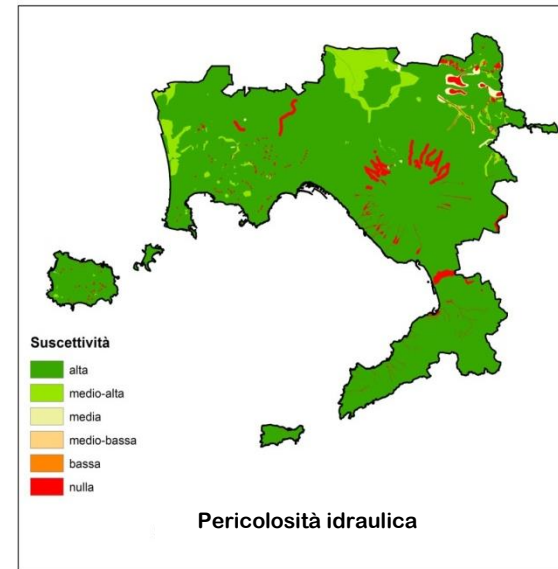 Suscettività
alta
medio-alta
media
medio-bassa
bassa
nulla
Pericolosità idraulica